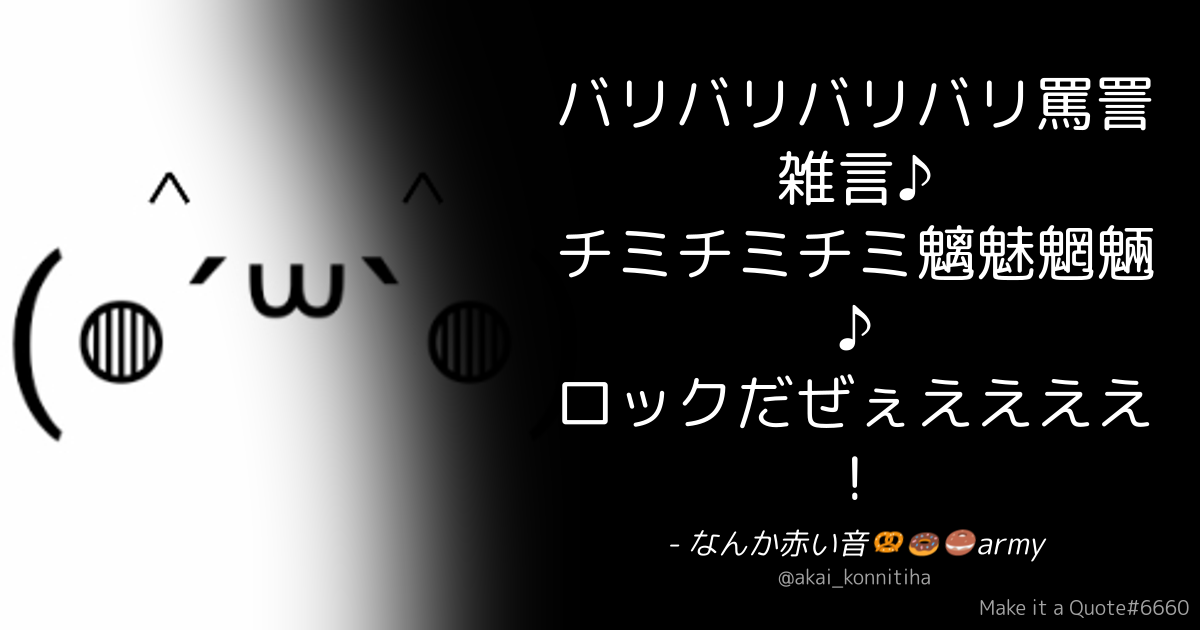 (◍´꒳`◍
^ ^
バリバリバリバリ罵詈
雑言♪
チミチミチミ魑魅魍魎
♪
ロックだぜぇええええ
!
- なんか赤い音🥨🍩🍔army
@akai_konnitiha
Make it a Quote#6660